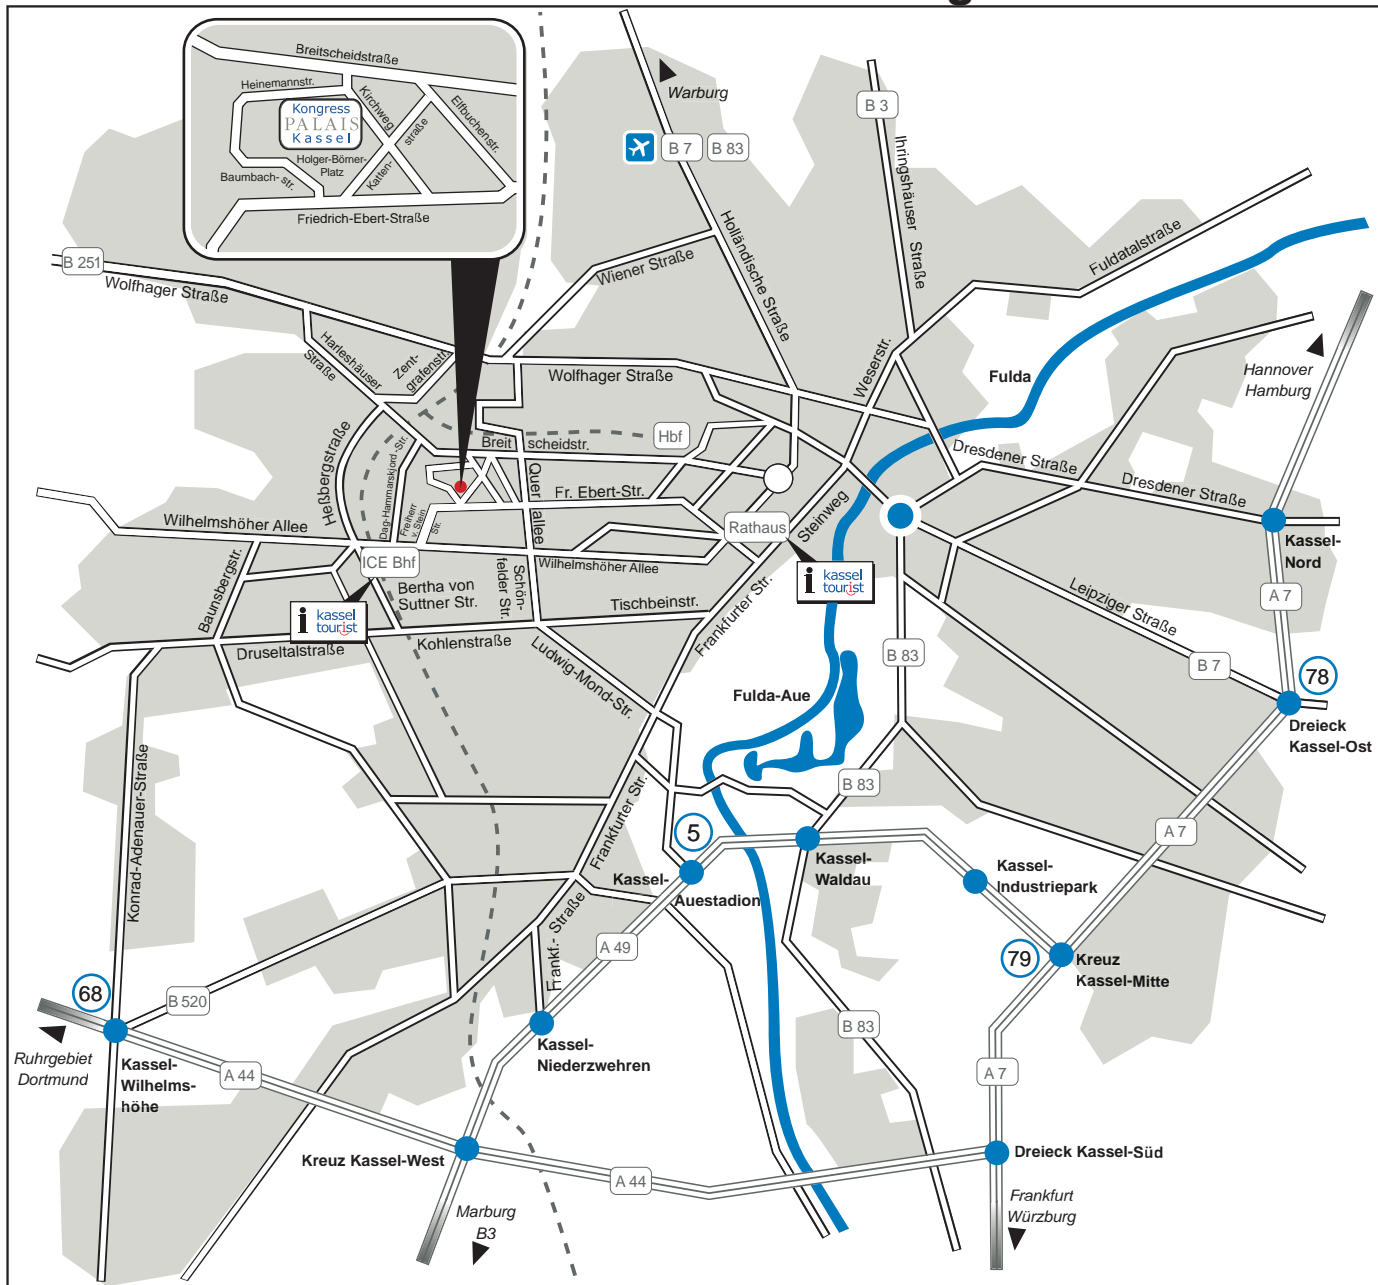 g
Breitscheidstraße
Heinemannstr.
Kongress
PALAIS
Kassel
Kirchweg
Elfbuchenstr.
Katten-
straße
Holger-Börner-
Platz
Baumbach-str.
Friedrich-Ebert-Straße
Warburg
B 7
B 83
B 3
Ihringshäuser Straße
Holländische Straße
Wiener Straße
Fuldatalstraße
B 251
Wolfhager Straße
Harleshäuser
Straße
Zent-
grafenstr.
Wolfhager Straße
Weserstr.
Fulda
Hannover
Hamburg
Hbf
Breit scheidstr.
Dresdener Straße
Dresdener Straße
Heßbergstraße
Dag-Hammarskjord-Str.
Freiherr
v. Stein
Str.
Quer allee
Fr. Ebert-Str.
Steinweg
Rathaus
Wilhelmshöher Allee
Wilhelmshöher Allee
ICE Bhf
Kassel-
Nord
A 7
Baunsbergstr.
Bertha von
Suttner Str.
Schön-
felder Str.
Tischbeinstr.
Frankfurter Str.
i kassel
tourist
i kassel
tourist
Leipziger Straße
B 7
B 83
78
Druseltalstraße
Kohlenstraße
Ludwig-Mond-Str.
Fulda-Aue
Dreieck
Kassel-Ost
Konrad-Adenauer-Straße
Frankfurter Str.
B 83
A 7
5
Kassel-
Auestadion
Kassel-
Waldau
Kassel-
Industriepark
Frankf.- Straße
A 49
79
Kreuz
Kassel-Mitte
68
B 520
B 83
Ruhrgebiet
Dortmund
Kassel-
Wilhelms-
höhe
A 44
Kassel-
Niederzwehren
A 7
Kreuz Kassel-West
Dreieck Kassel-Süd
A 44
Marburg
B3
Frankfurt
Würzburg